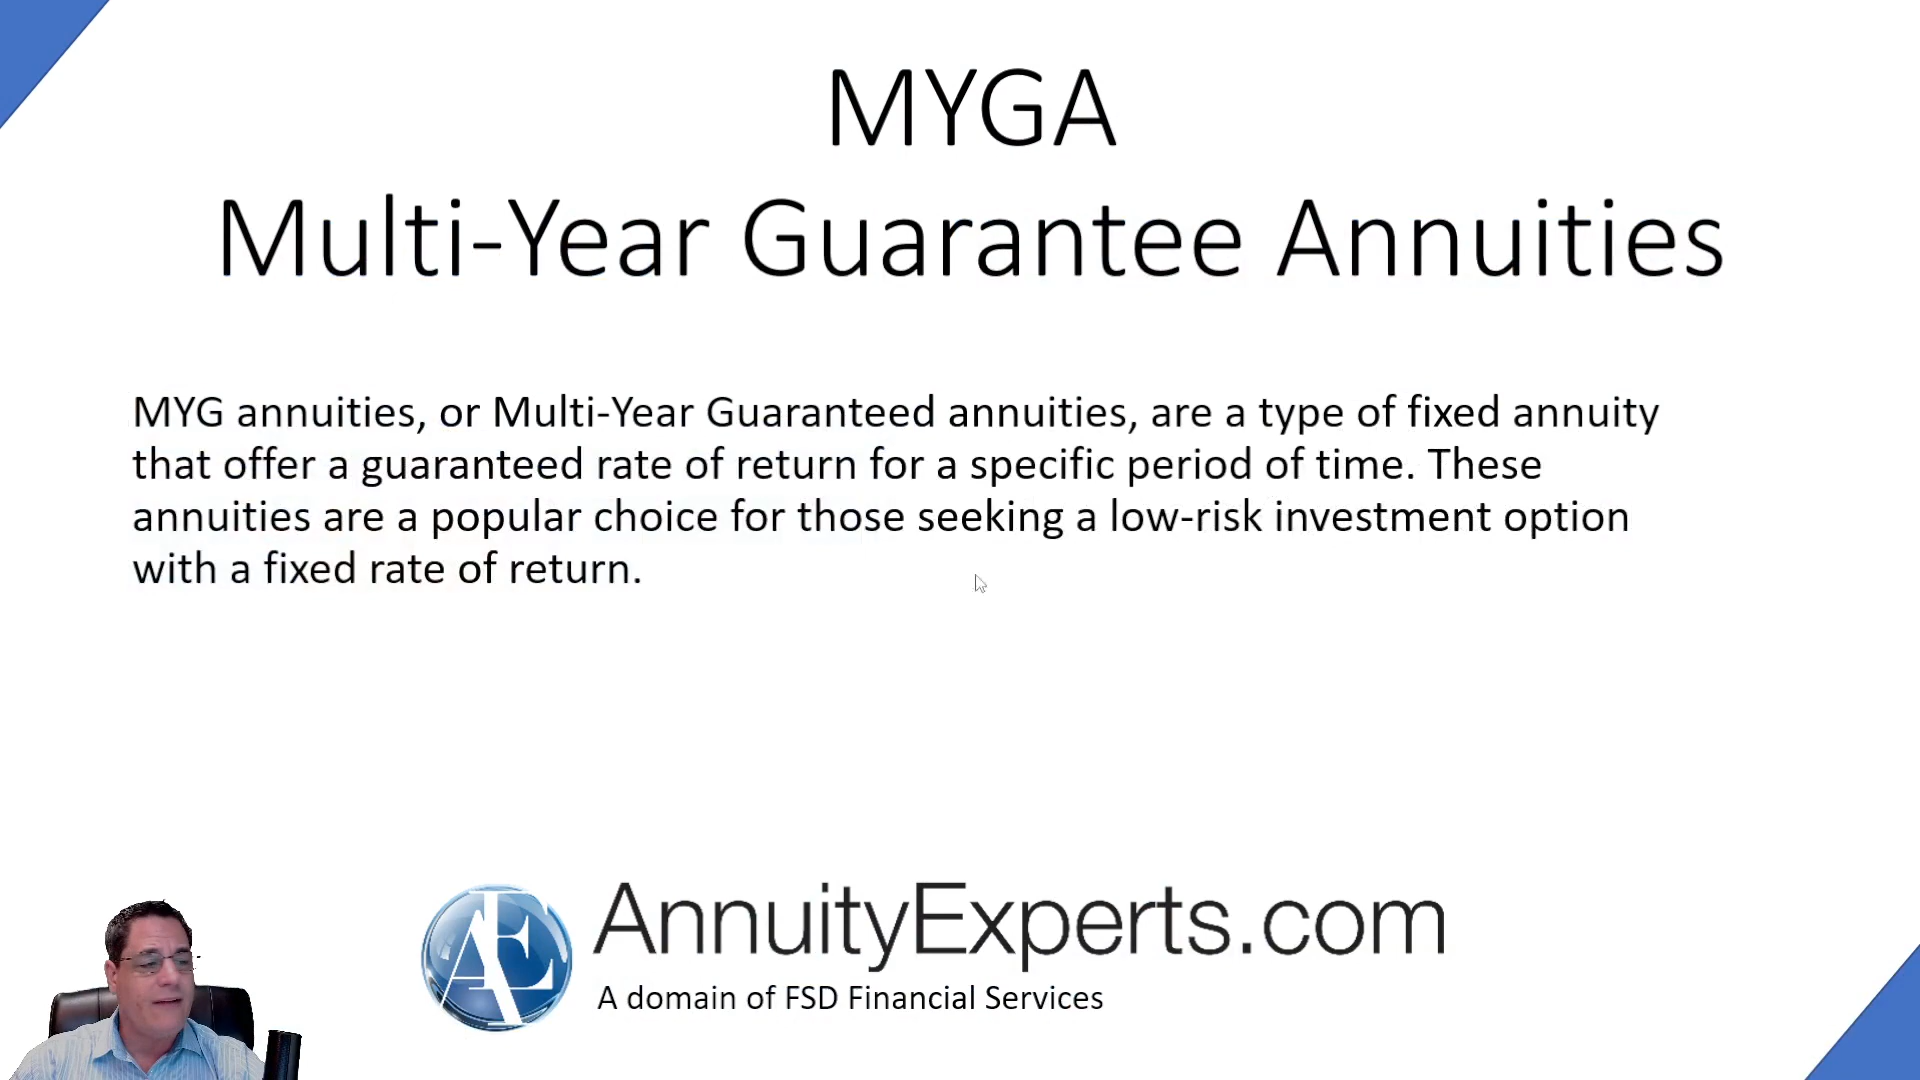 MYGA
Multi-Year Guarantee Annuities
MYG annuities, or Multi-Year Guaranteed annuities, are a type of fixed annuity
that offer a guaranteed rate of return for a specific period of time. These
annuities are a popular choice for those seeking a low-risk investment option
with a fixed rate of return.
AE AnnuityExperts.com
A domain of FSD Financial Services